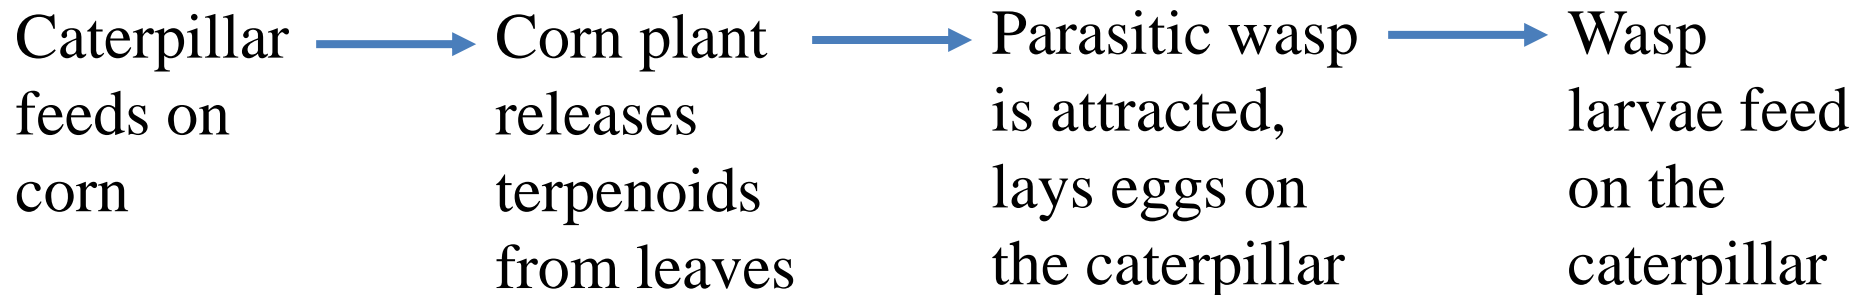 Caterpillar
feeds on
corn
Corn plant
releases
terpenoids
from leaves
Parasitic wasp
is attracted,
lays eggs on
the caterpillar
Wasp
larvae feed
on the
caterpillar